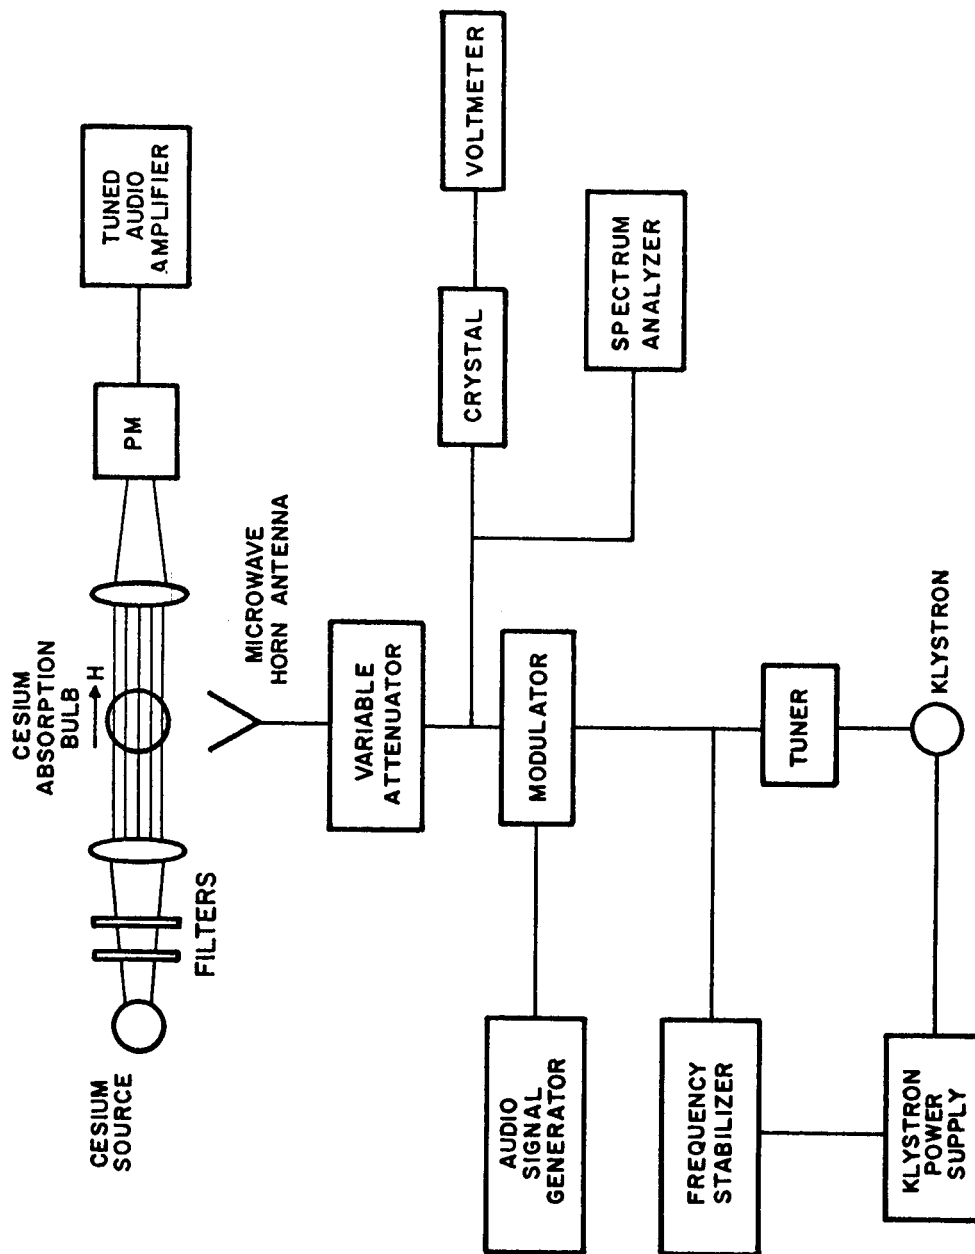 CESIUM
SOURCE
FILTERS
CESIUM
ABSORPTION
BULB
H
PM
TUNED
AUDIO
AMPLIFIER
MICROWAVE
HORN ANTENNA
VARIABLE
ATTENUATOR
CRYSTAL
VOLTMETER
SPECTRUM
ANALYZER
AUDIO
SIGNAL
GENERATOR
MODULATOR
FREQUENCY
STABILIZER
TUNER
KLYSTRON
POWER
SUPPLY
KLYSTRON